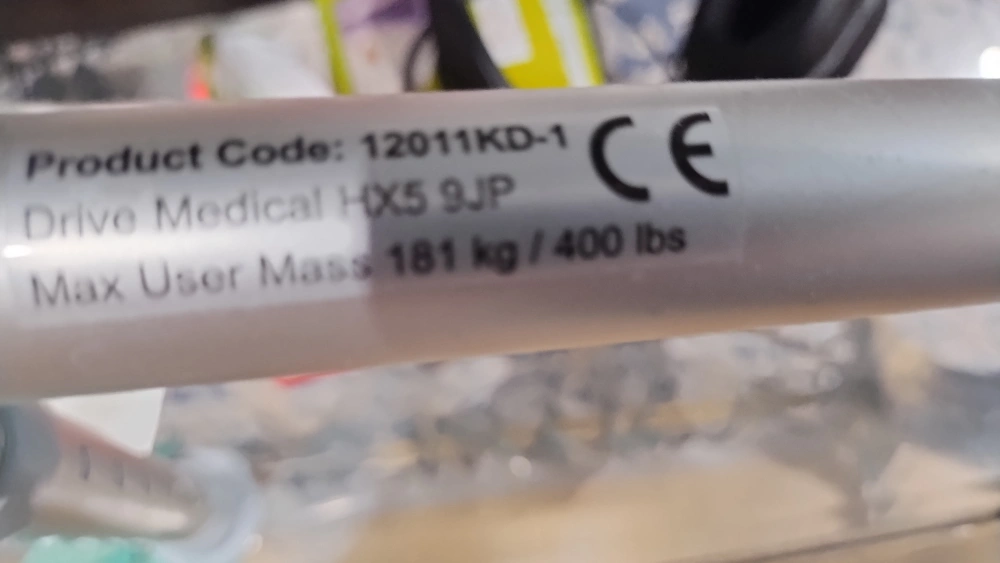 Product Code: 12011KD-1 CE
Drive Medical HX5 9JP
Max User Mass 181 kg / 400 lbs